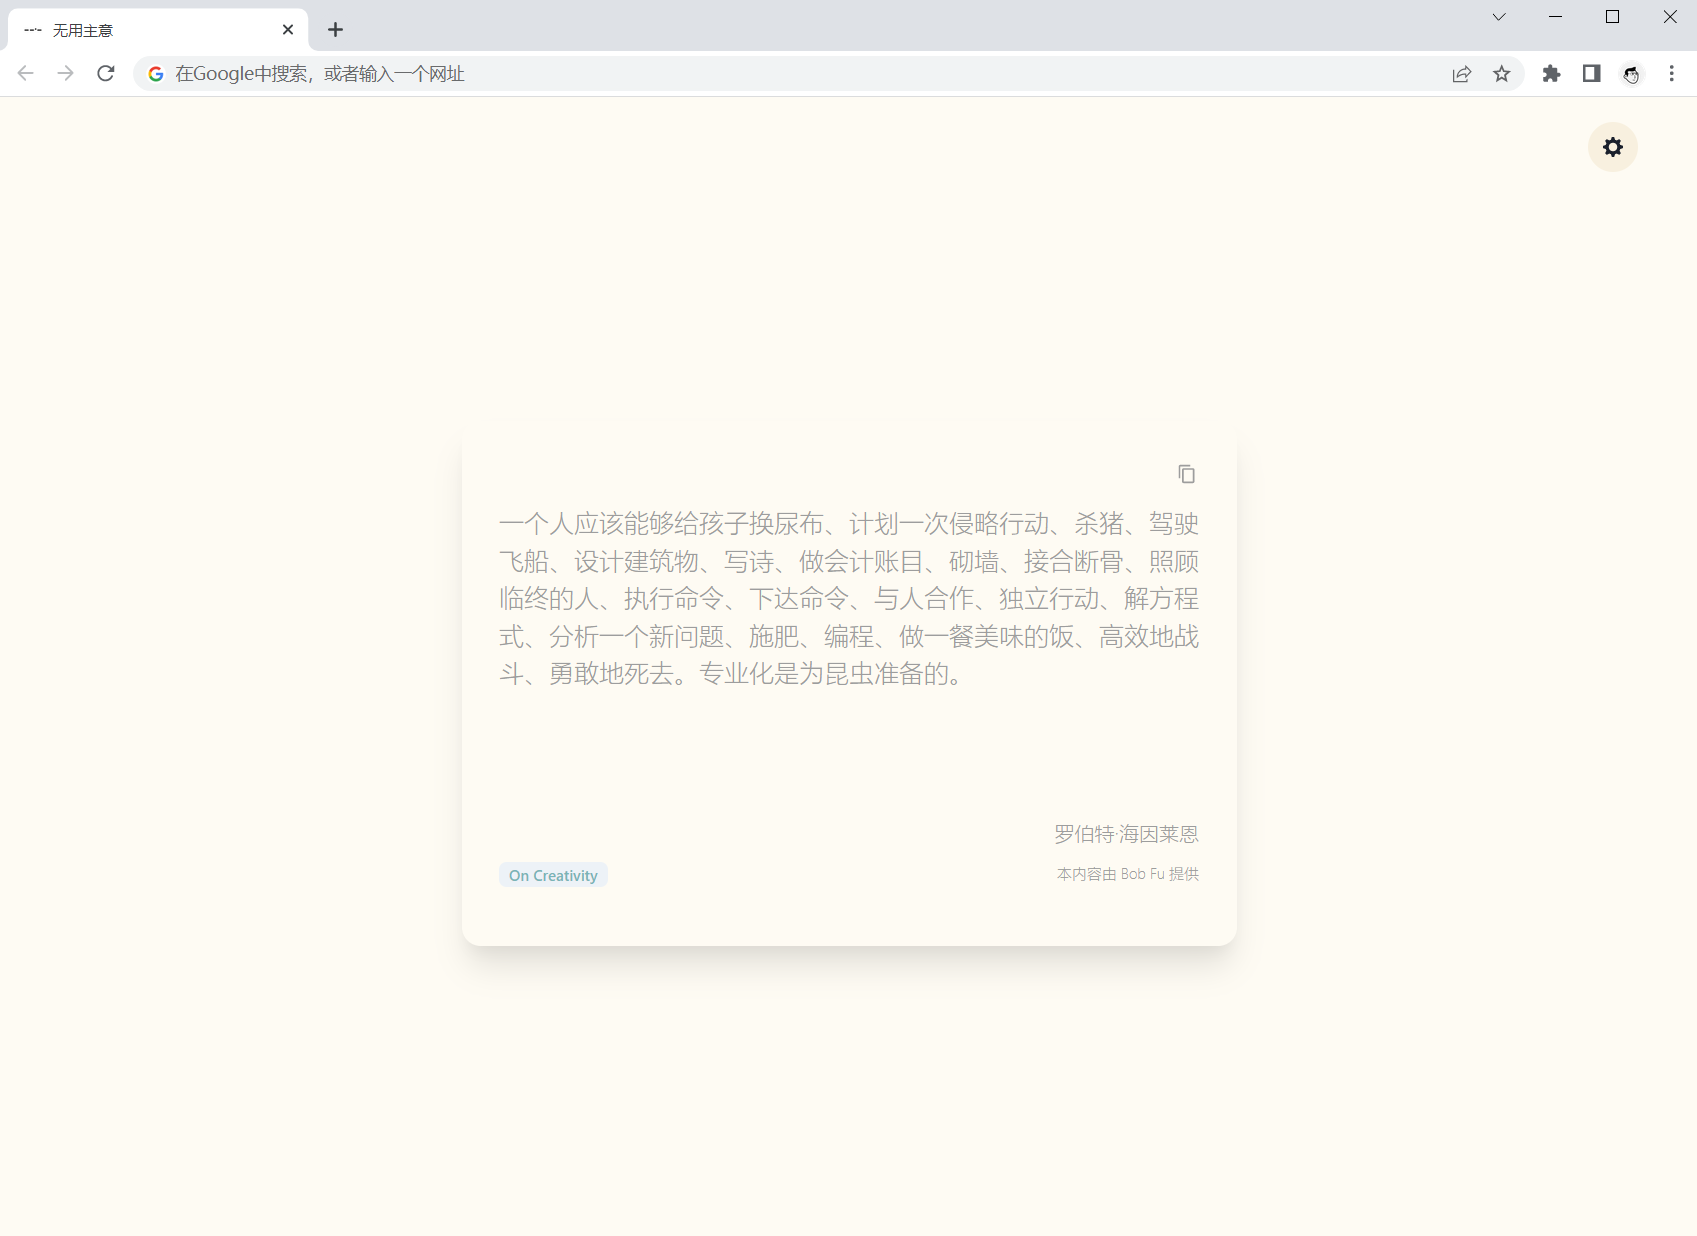 无用主意
在Google中搜索，或者输入一个网址
一个人应该能够给孩子换尿布、计划一次侵略行动、杀猪、驾驶
飞船、设计建筑物、写诗、做会计账目、砌墙、接合断骨、照顾
临终的人、执行命令、下达命令、与人合作、独立行动、解方程
式、分析一个新问题、施肥、编程、做一餐美味的饭、高效地战
斗、勇敢地死去。专业化是为昆虫准备的。
罗伯特·海因莱恩
On Creativity
本内容由 Bob Fu 提供